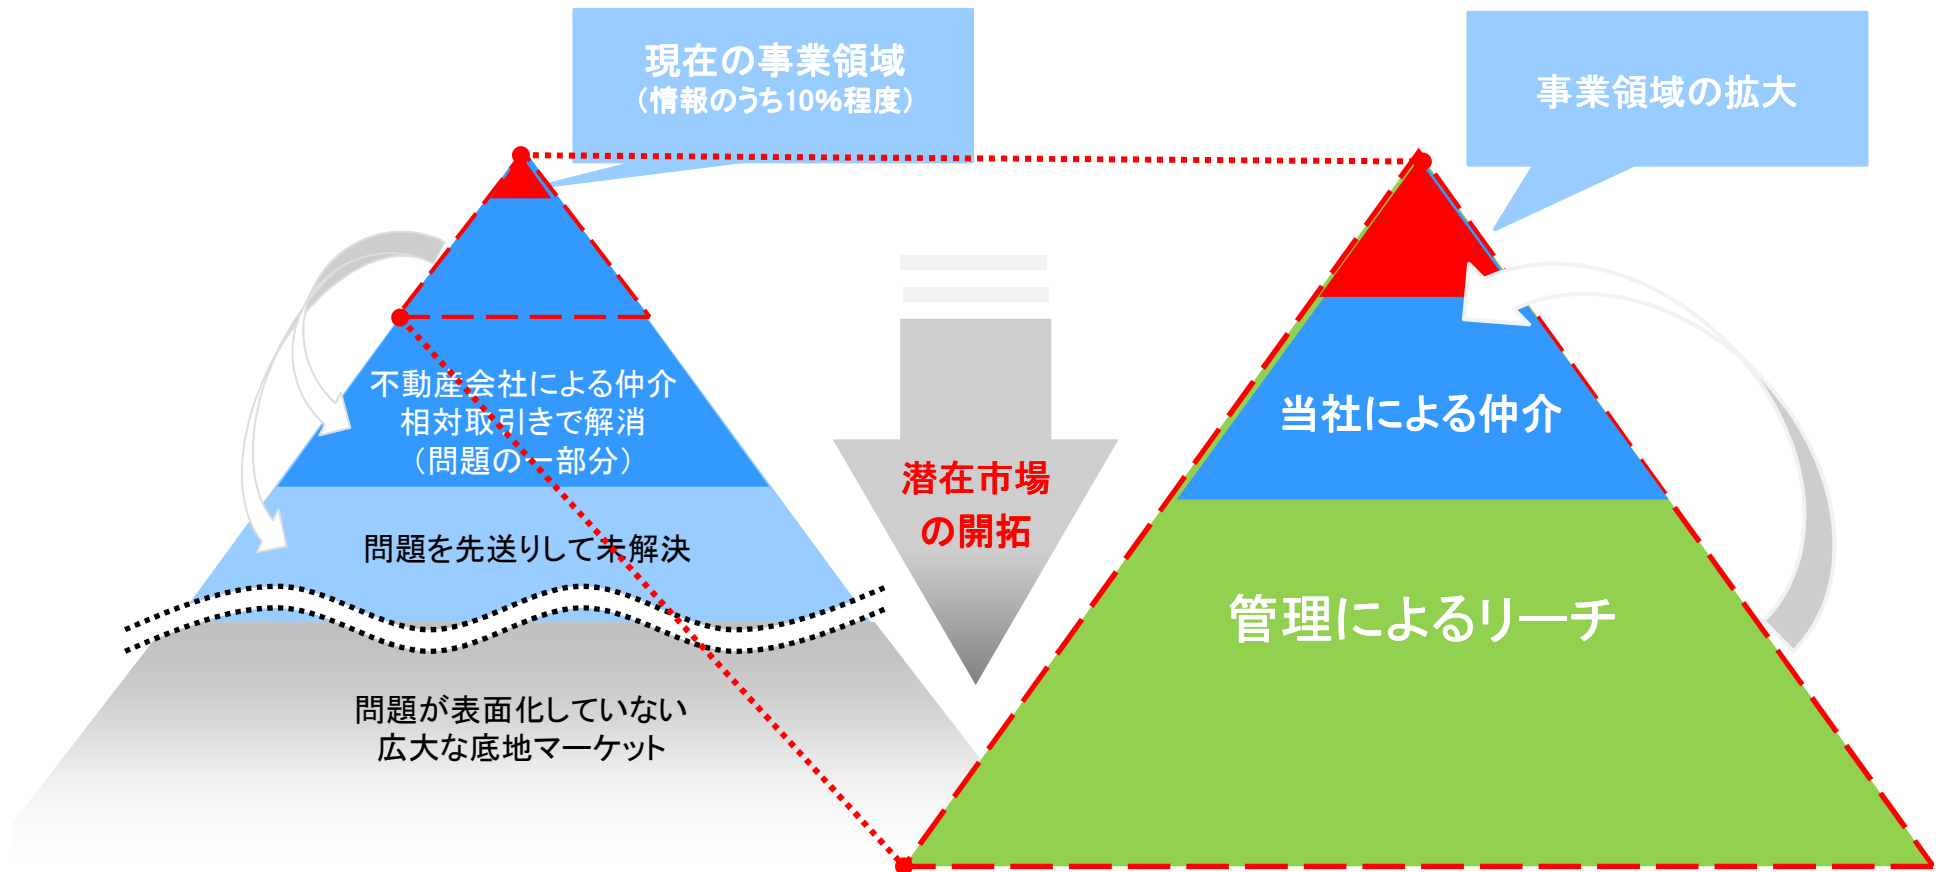 現在の事業領域
（情報のうち10%程度）
事業領域の拡大
不動産会社による仲介
相対取引きで解消
（問題の一部分）
問題を先送りして未解決
問題が表面化していない
広大な底地マーケット
潜在市場
の開拓
当社による仲介
管理によるリーチ